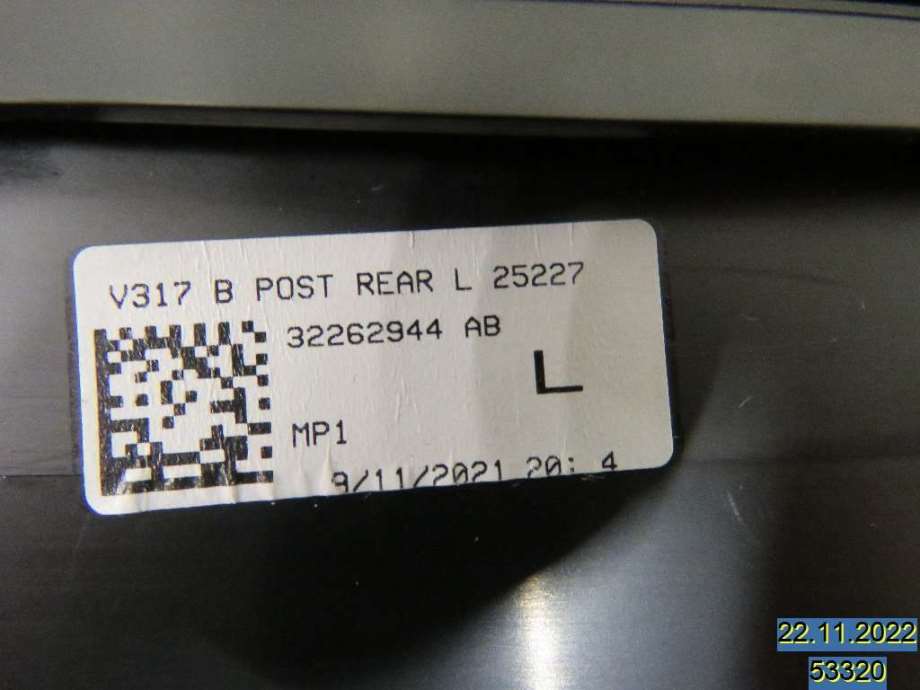 V317 B POST REAR L 25227
32262944 AB
L
MP1
9/11/2021 20: 4
22.11.2022
53320